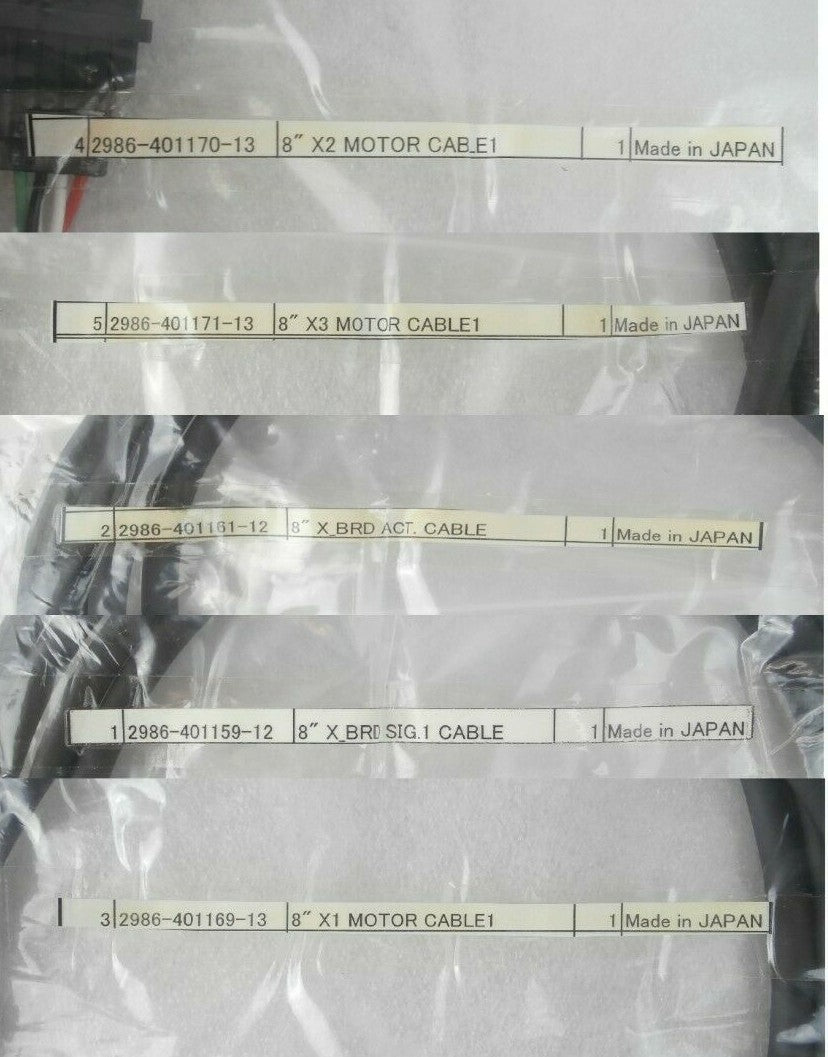 4 2986-401170-13 8" X2 MOTOR CABLE1 1 Made in JAPAN
5 2986-401171-13 8" X3 MOTOR CABLE1 1 Made in JAPAN
2 2986-401161-12 8" X_BRD ACT. CABLE 1 Made in JAPAN
1 2986-401159-12 8" X_BRD SIG.1 CABLE 1 Made in JAPAN
3 2986-401169-13 8" X1 MOTOR CABLE1 1 Made in JAPAN